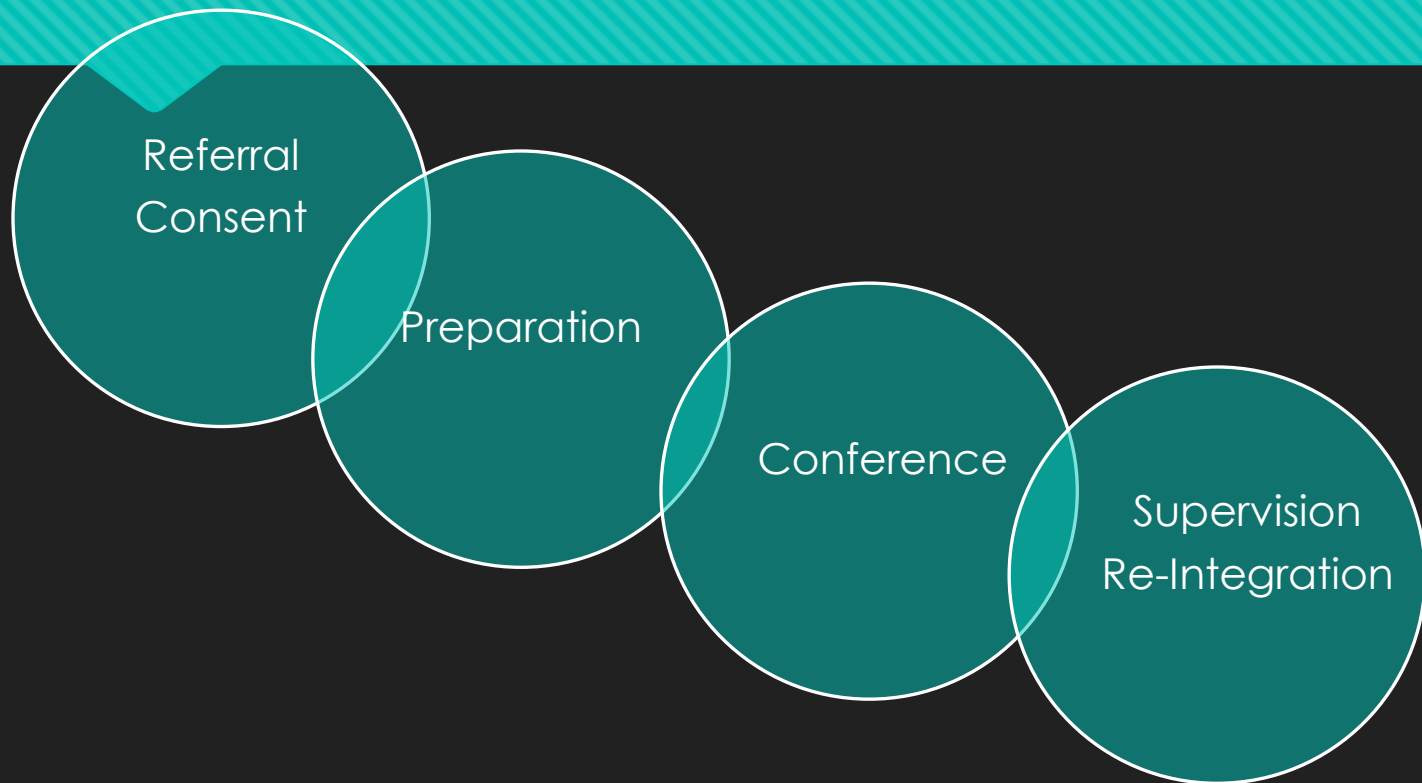 Referral
Consent
Preparation
Conference
Supervision
Re-Integration